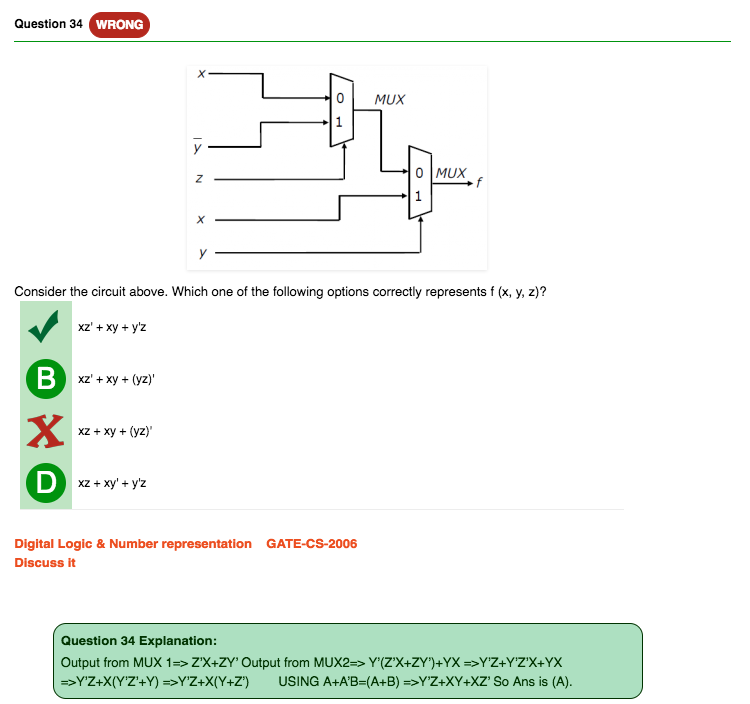 Question 34 WRONG
x
0
MUX
1
y̅
z
0 MUX
f
1
x
y
Consider the circuit above. Which one of the following options correctly represents f (x, y, z)?
xz' + xy + y'z
B xz' + xy + (yz)'
X xz + xy + (yz)'
D xz + xy' + y'z
Digital Logic & Number representation GATE-CS-2006
Discuss it
Question 34 Explanation:
Output from MUX 1=> Z'X+ZY' Output from MUX2=> Y'(Z'X+ZY')+YX =>Y'Z+Y'Z'X+YX
=>Y'Z+X(Y'Z'+Y) =>Y'Z+X(Y+Z') USING A+A'B=(A+B) =>Y'Z+XY+XZ' So Ans is (A).